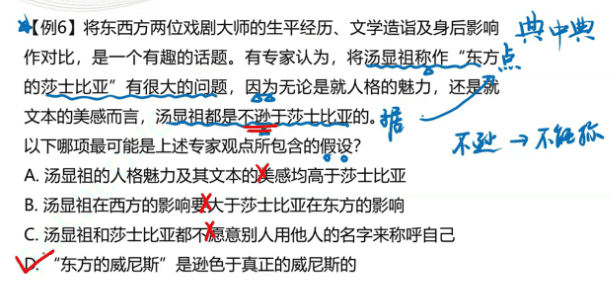 【例6】将东西方两位戏剧大师的生平经历、文学造诣及身后影响
作对比，是一个有趣的话题。有专家认为，将汤显祖称作“东方
的莎士比亚”有很大的问题，因为无论是就人格的魅力，还是就
文本的美感而言，汤显祖都是不逊于莎士比亚的。
以下哪项最可能是上述专家观点所包含的假设？
A. 汤显祖的人格魅力及其文本的美感均高于莎士比亚
B. 汤显祖在西方的影响要大于莎士比亚在东方的影响
C. 汤显祖和莎士比亚都不愿意别人用他人的名字来称呼自己
D. “东方的威尼斯”是逊色于真正的威尼斯的
典中典
点
据
不逊 → 不能称